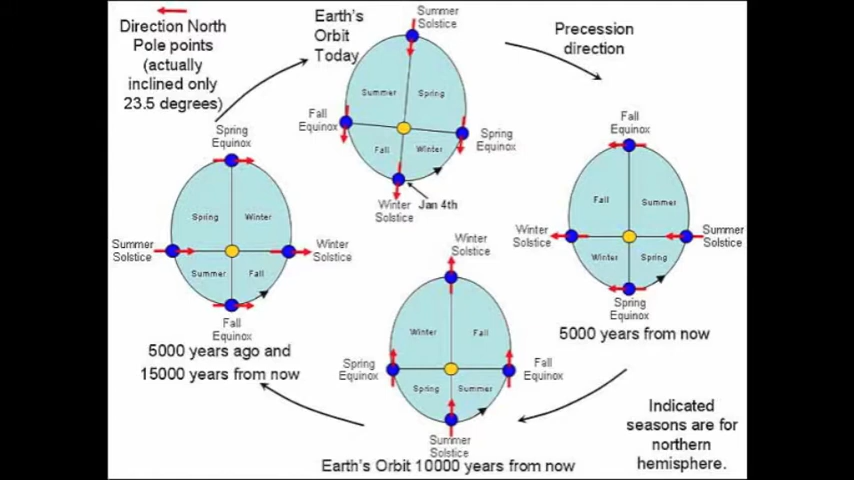 Direction North
Pole points
(actually
inclined only
23.5 degrees)
Earth's
Orbit
Today
Summer
Solstice
Precession
direction
Summer
Spring
Fall
Equinox
Spring
Equinox
Fall
Winter
Winter
Solstice
Jan 4th
Spring
Equinox
Spring
Winter
Summer
Solstice
Winter
Solstice
Summer
Fall
Fall
Equinox
5000 years ago and
15000 years from now
Fall
Equinox
Fall
Summer
Winter
Solstice
Summer
Solstice
Winter
Spring
Spring
Equinox
5000 years from now
Winter
Solstice
Winter
Fall
Spring
Equinox
Fall
Equinox
Spring
Summer
Summer
Solstice
Earth's Orbit 10000 years from now
Indicated
seasons are for
northern
hemisphere.